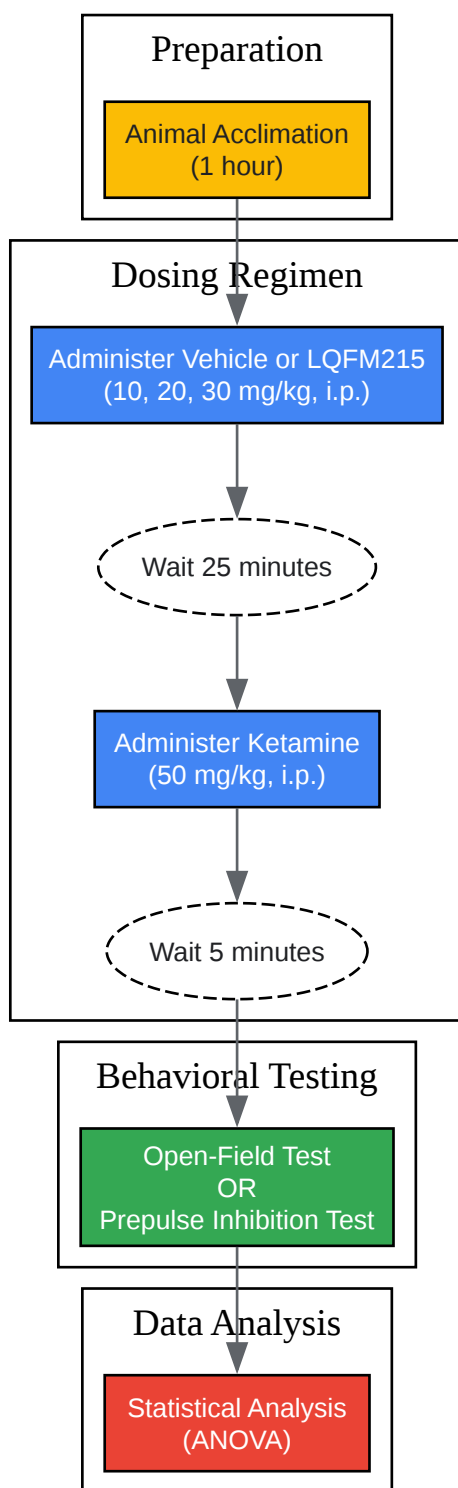 Preparation
Animal Acclimation
(1 hour)
Dosing Regimen
Administer Vehicle or LQFM215
(10, 20, 30 mg/kg, i.p.)
Wait 25 minutes
Administer Ketamine
(50 mg/kg, i.p.)
Wait 5 minutes
Behavioral Testing
Open-Field Test
OR
Prepulse Inhibition Test
Data Analysis
Statistical Analysis
(ANOVA)